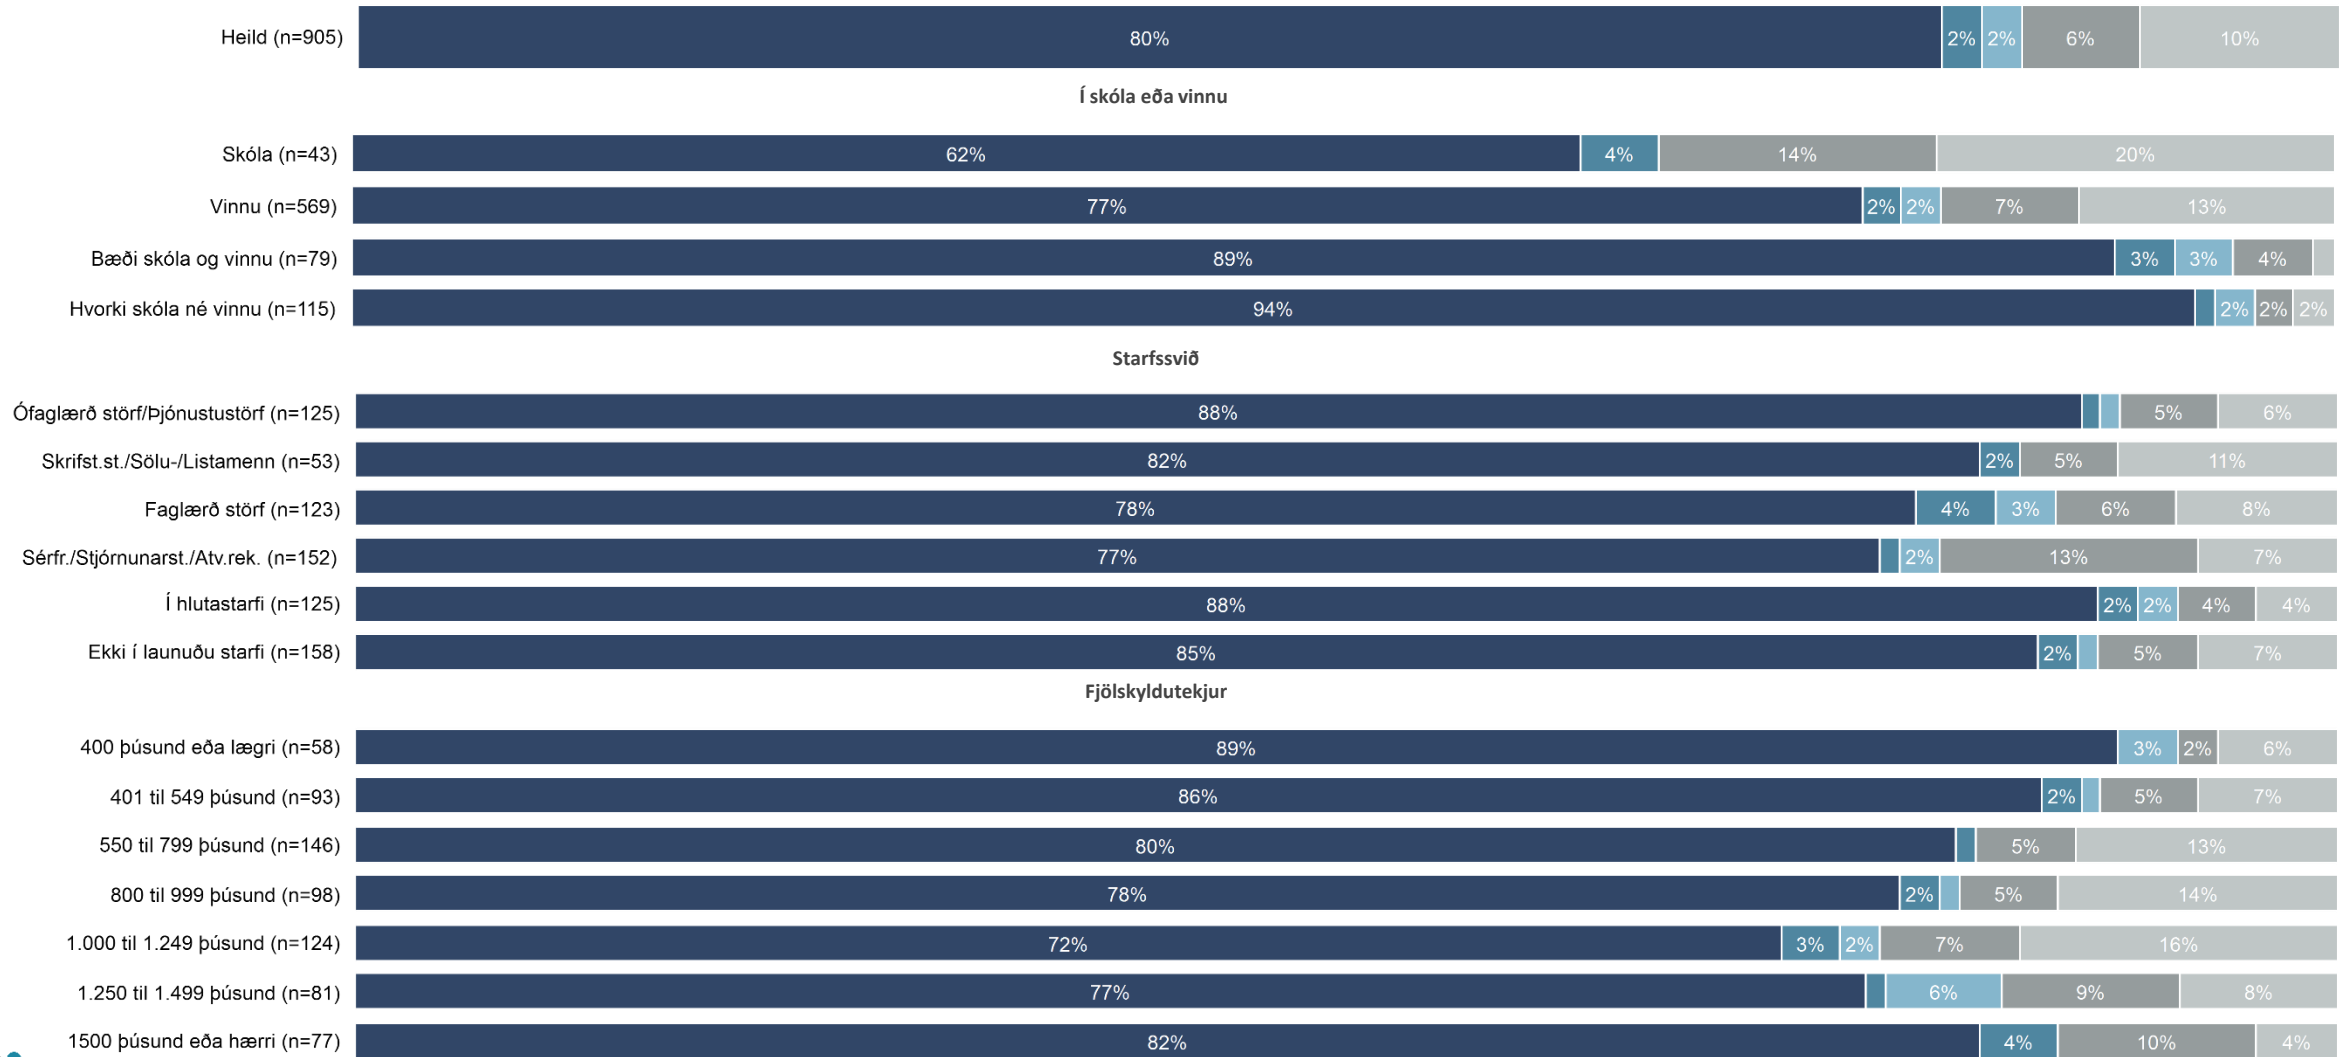 Heild (n=905) 80% 2% 2% 6% 10%
Í skóla eða vinnu
Skóla (n=43) 62% 4% 14% 20%
Vinnu (n=569) 77% 2% 2% 7% 13%
Bæði skóla og vinnu (n=79) 89% 3% 3% 4%
Hvorki skóla né vinnu (n=115) 94% 2% 2% 2%
Starfssvið
Ófaglærð störf/Þjónustustörf (n=125) 88% 5% 6%
Skrifst.st./Sölu-/Listamenn (n=53) 82% 2% 5% 11%
Faglærð störf (n=123) 78% 4% 3% 6% 8%
Sérfr./Stjórnunarst./Atv.rek. (n=152) 77% 2% 13% 7%
Í hlutastarfi (n=125) 88% 2% 2% 4% 4%
Ekki í launuðu starfi (n=158) 85% 2% 5% 7%
Fjölskyldutekjur
400 þúsund eða lægri (n=58) 89% 3% 2% 6%
401 til 549 þúsund (n=93) 86% 2% 5% 7%
550 til 799 þúsund (n=146) 80% 5% 13%
800 til 999 þúsund (n=98) 78% 2% 5% 14%
1.000 til 1.249 þúsund (n=124) 72% 3% 2% 7% 16%
1.250 til 1.499 þúsund (n=81) 77% 6% 9% 8%
1500 þúsund eða hærri (n=77) 82% 4% 10% 4%